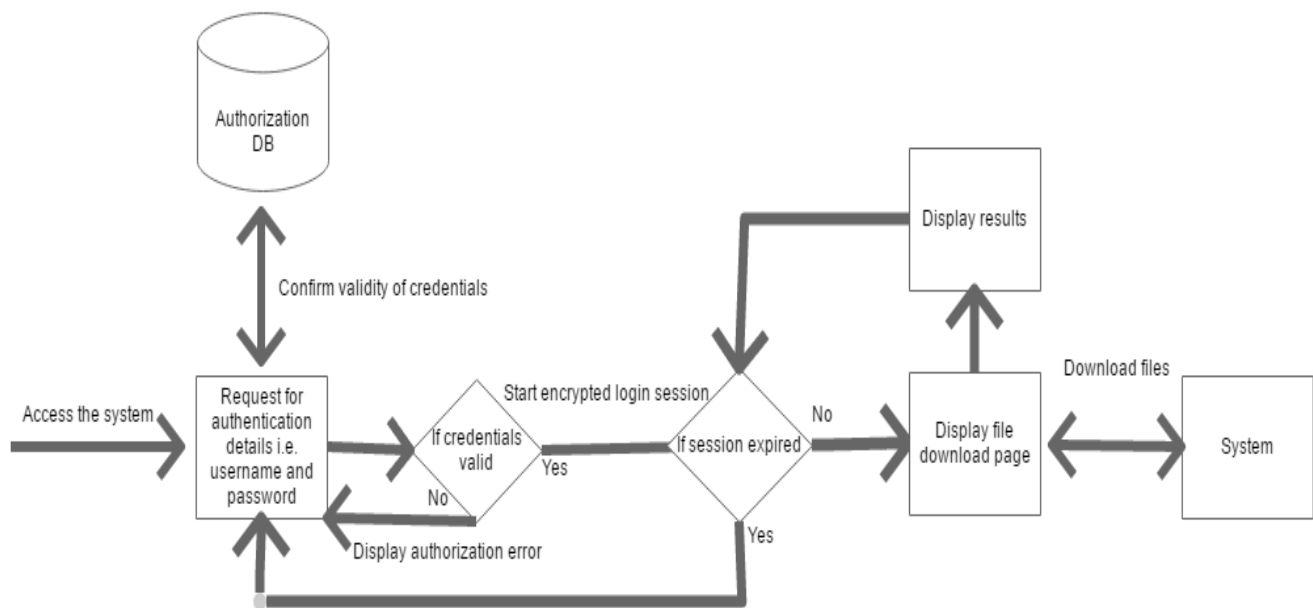 Authorization
DB
Confirm validity of credentials
Access the system
Request for
authentication
details i.e.
username and
password
If credentials
valid
Yes
No
Display authorization error
Start encrypted login session
If session expired
No
Yes
Display results
Display file
download page
Download files
System